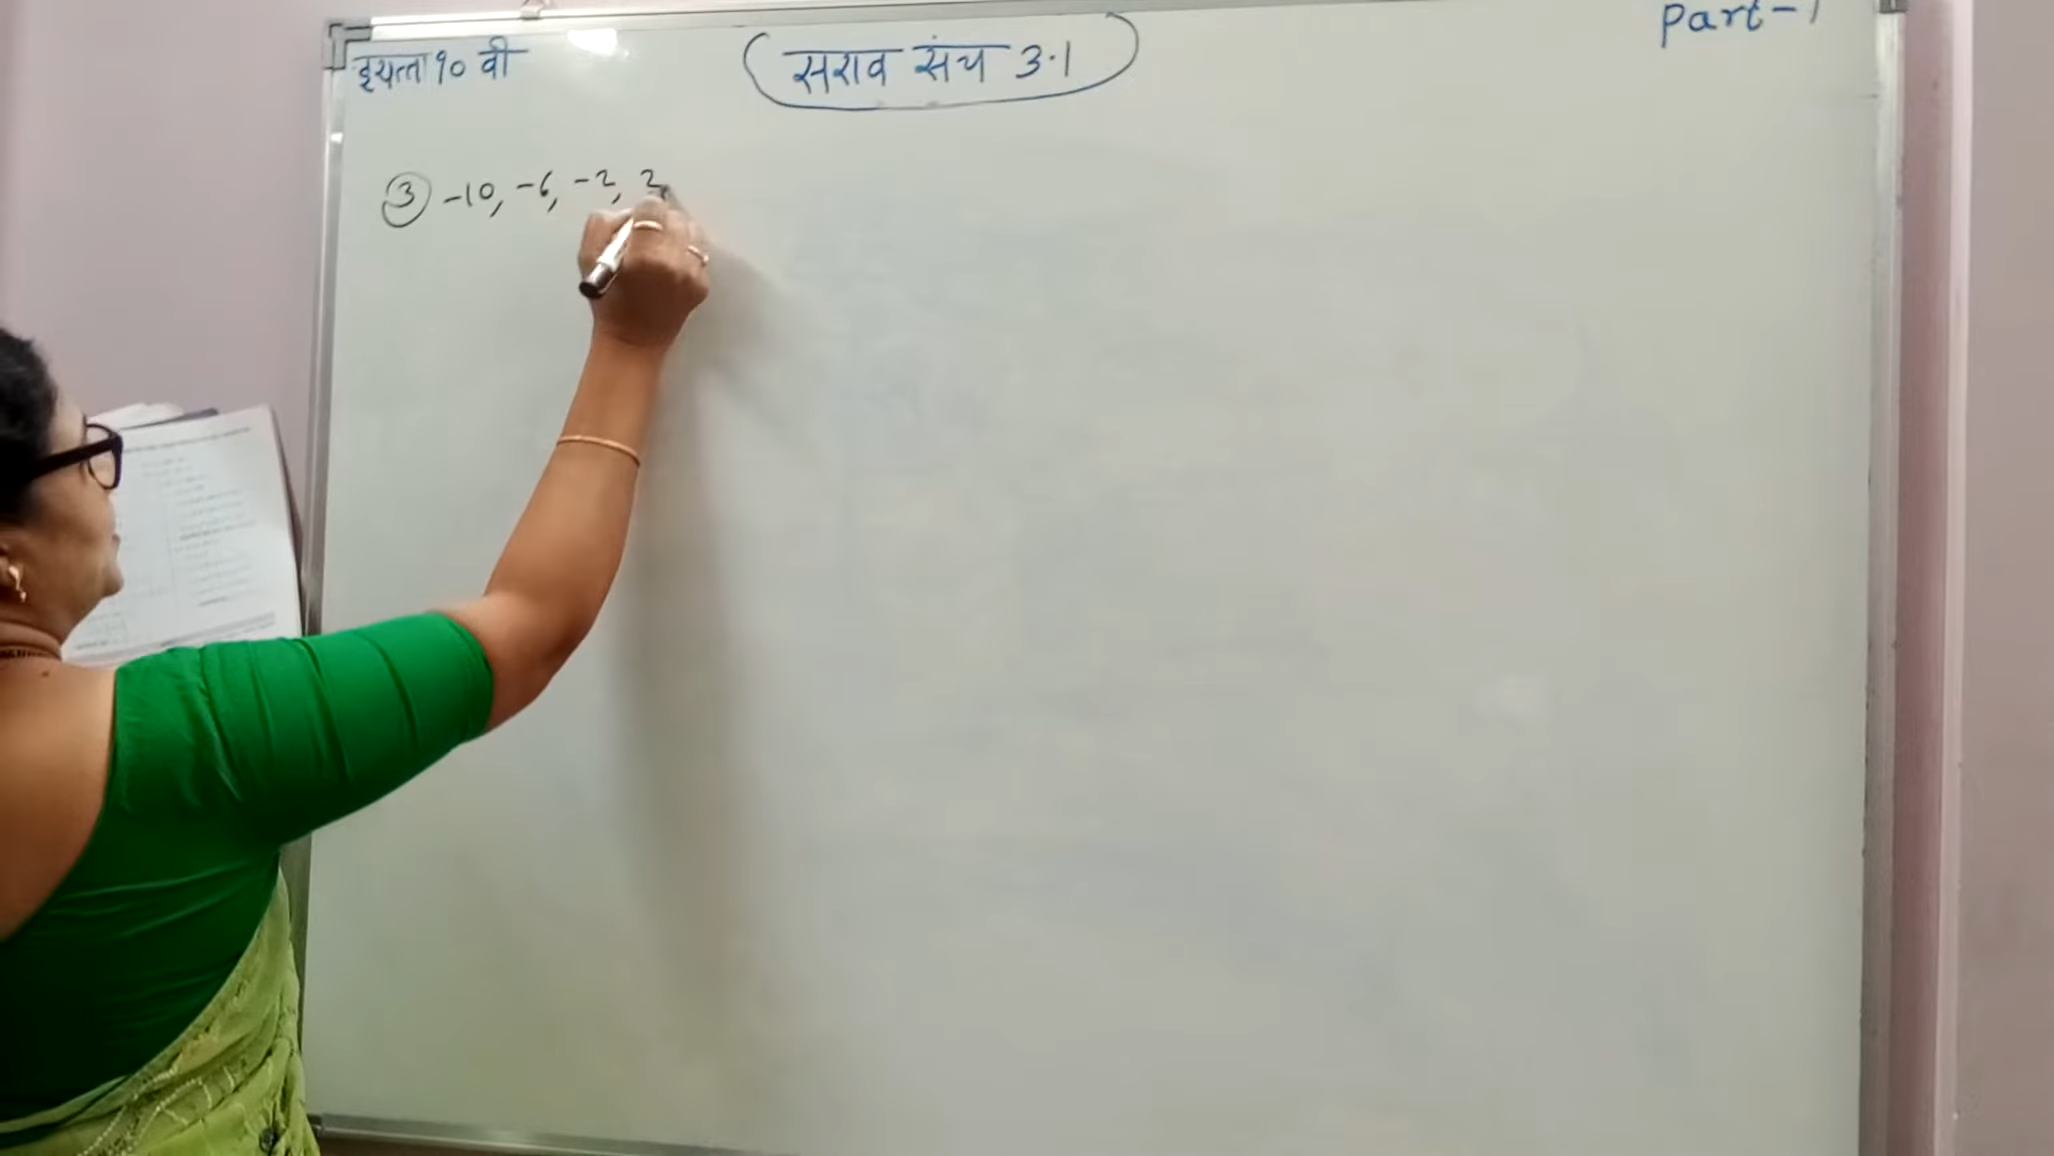 इयत्ता १० वी
सराव संच 3.1
Part-1
③ -10, -6, -2, 2,